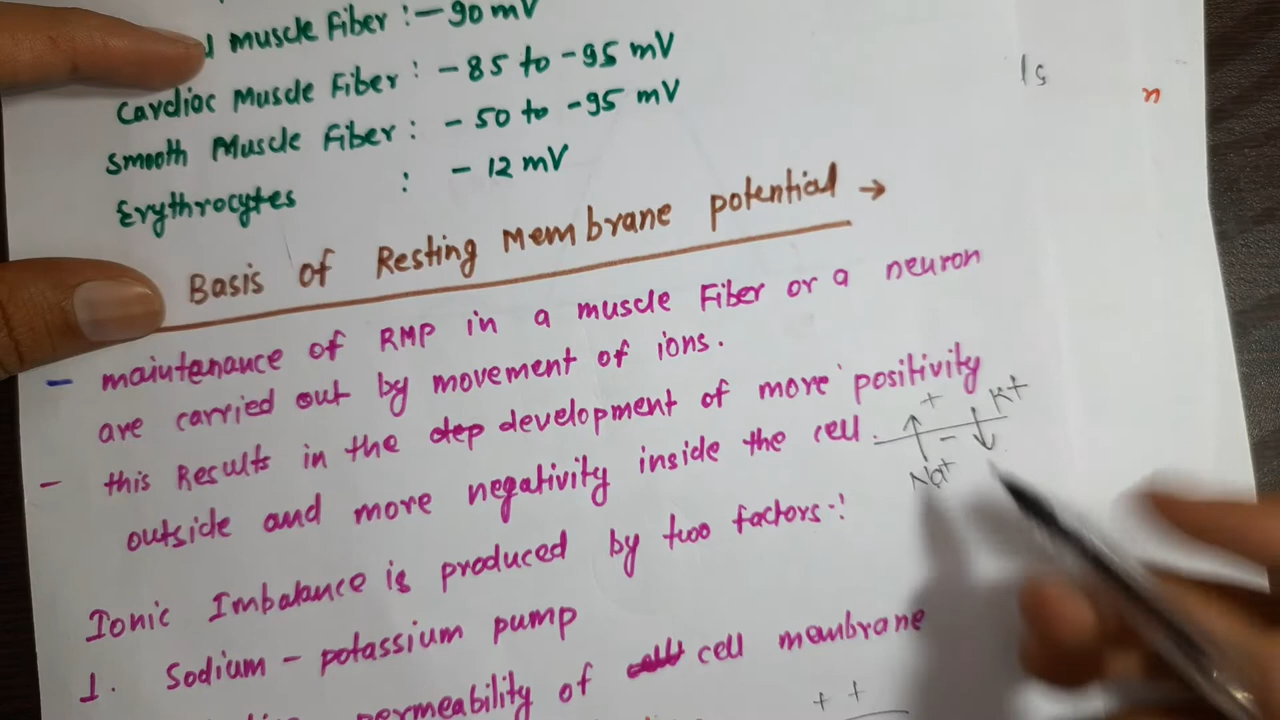 muscle Fiber : - 90 mV
Cardiac Muscle Fiber : - 85 to - 95 mV
Smooth Muscle Fiber : - 50 to - 95 mV
Erythrocytes : - 12 mV
Basis of Resting Membrane potential →
- maintenance of RMP in a muscle Fiber or a neuron
are carried out by movement of ions.
- this Results in the dep development of more positivity
outside and more negativity inside the cell.
+ K+
-
Na+
Ionic Imbalance is produced by two factors :
1. Sodium - potassium pump
permeability of cell cell membrane
+ +
n